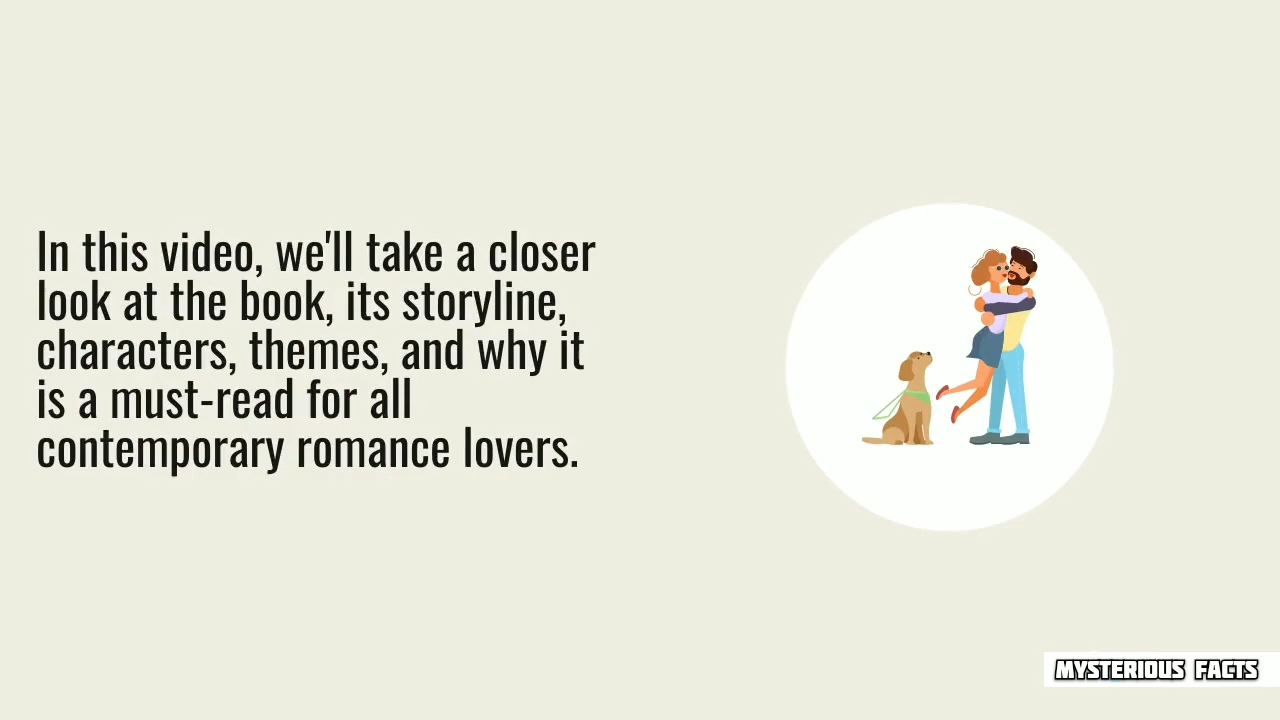 In this video, we'll take a closer
look at the book, its storyline,
characters, themes, and why it
is a must-read for all
contemporary romance lovers.
MYSTERIOUS FACTS